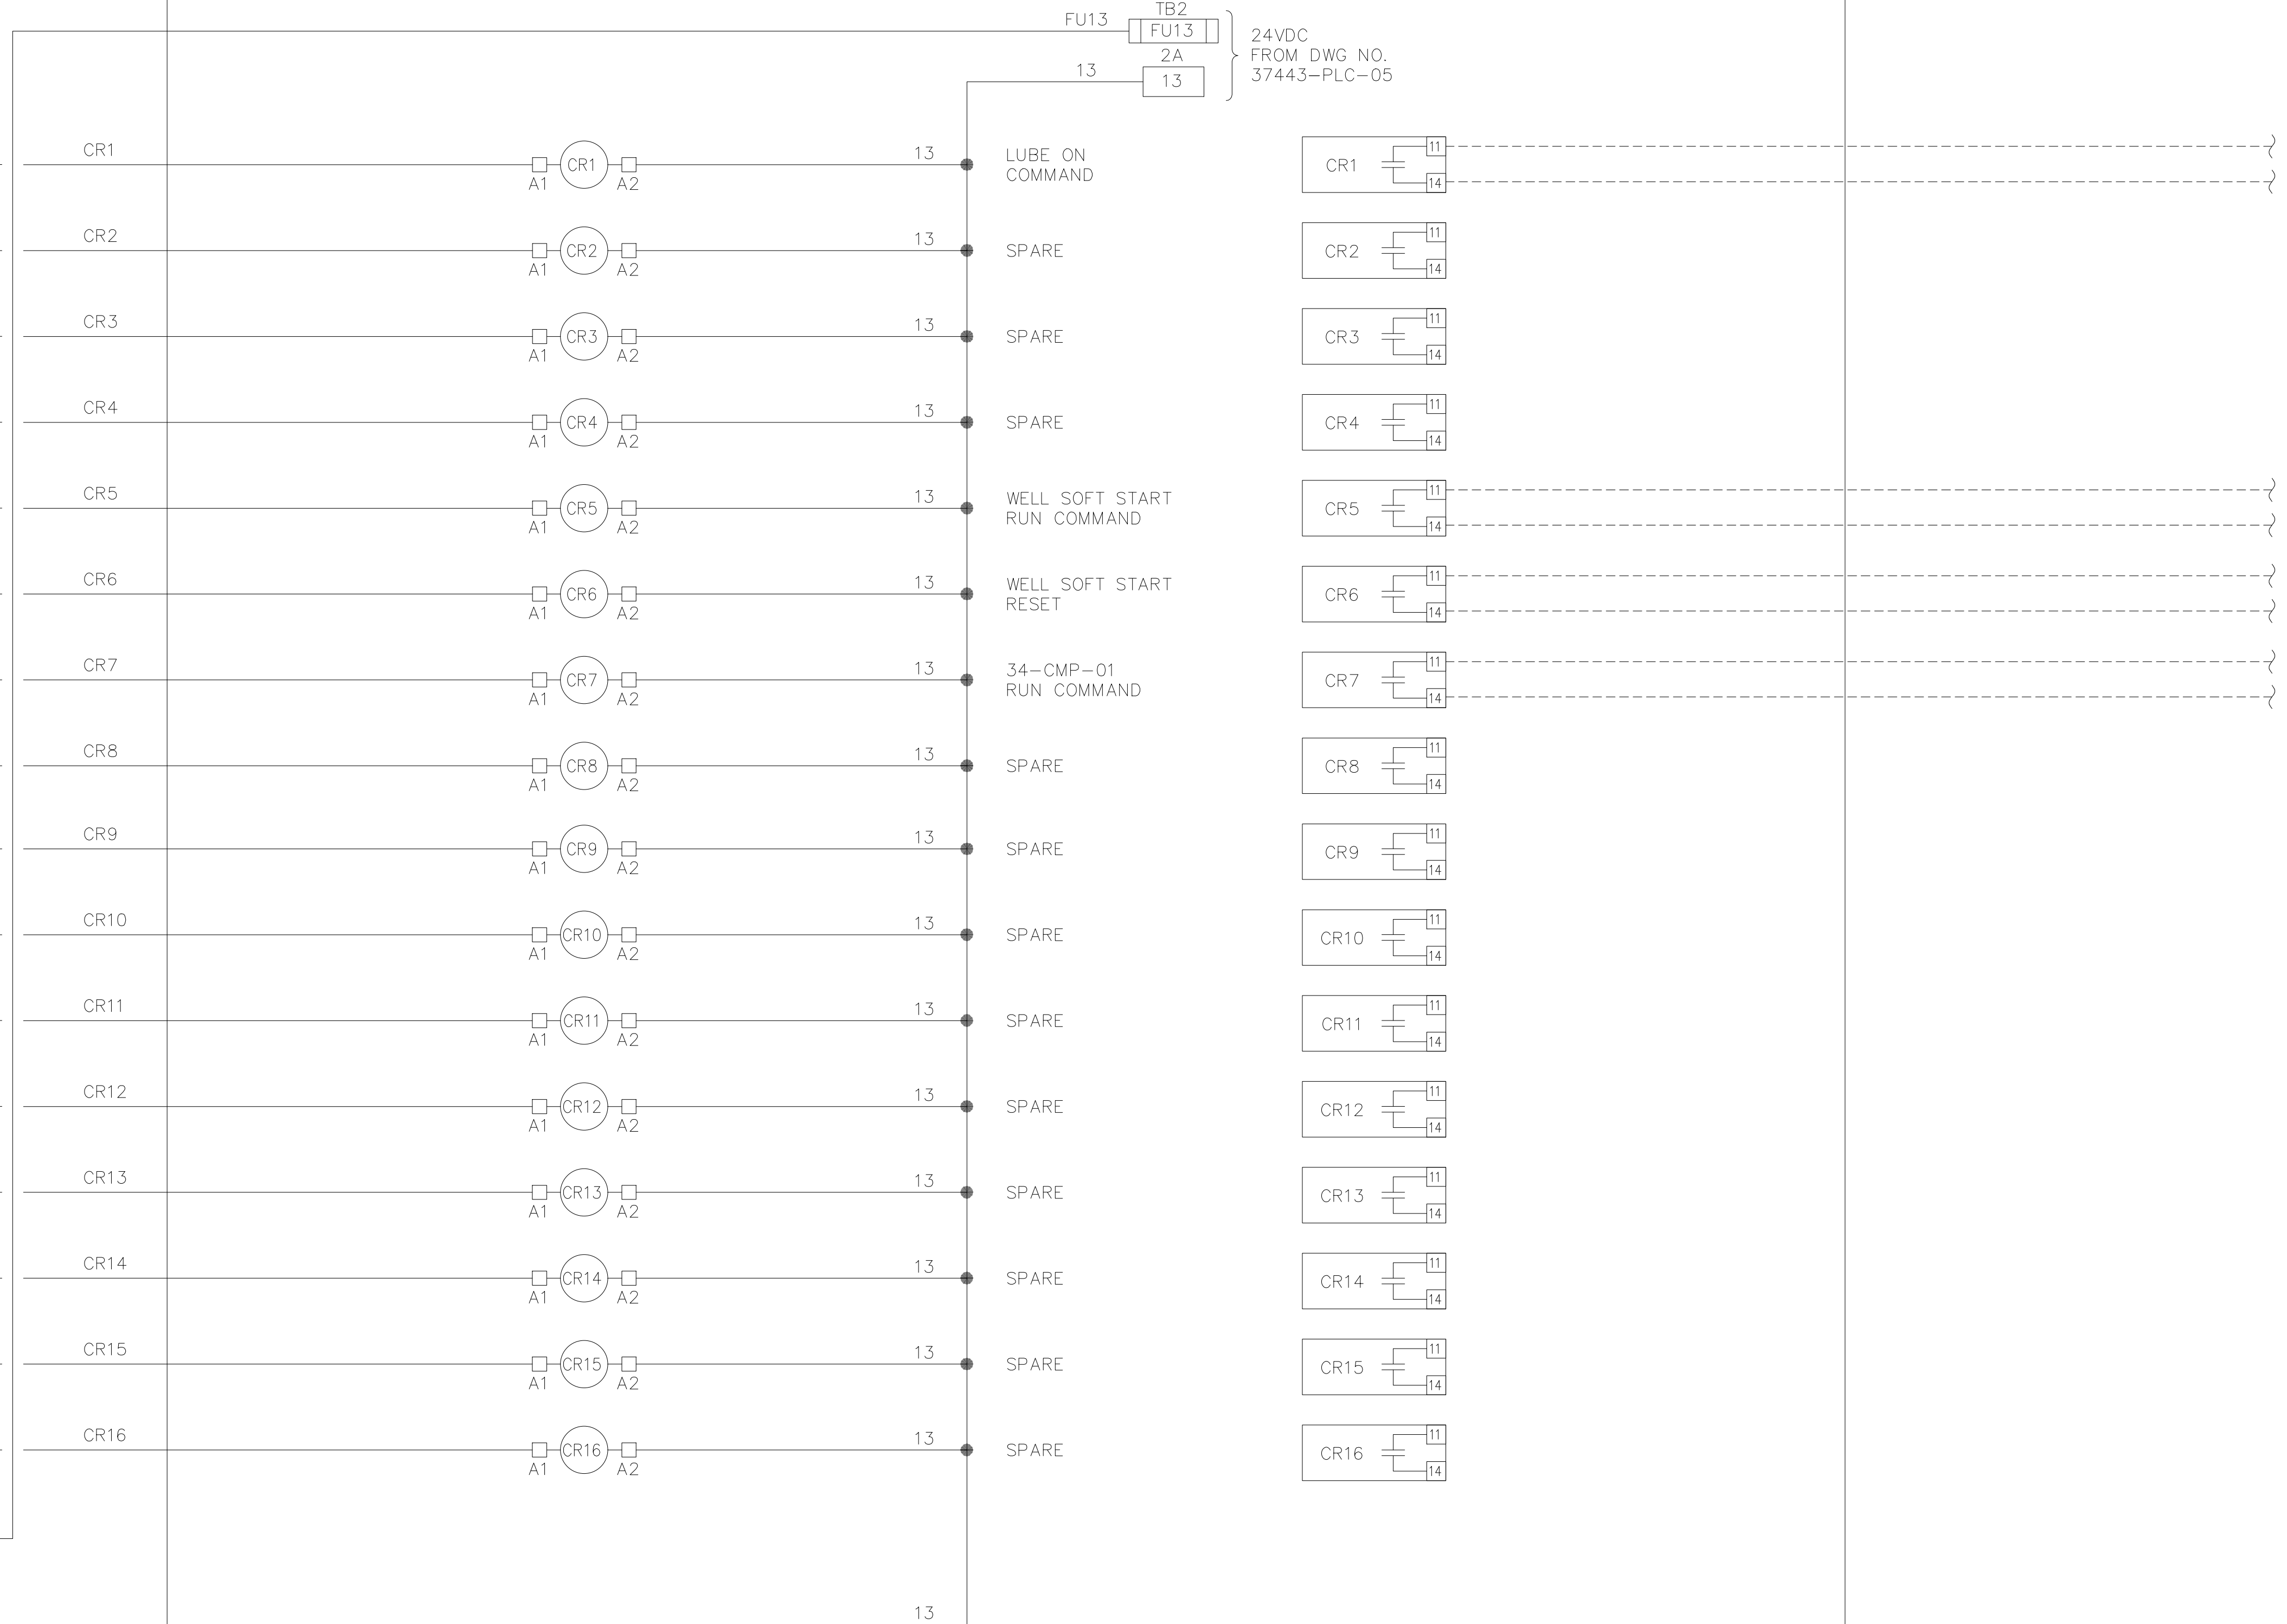 TB2
FU13
FU13
2A
13
13
24VDC
FROM DWG NO.
37443-PLC-05
CR1
A1
CR1
A2
13
LUBE ON
COMMAND
CR1
11
14
CR2
A1
CR2
A2
13
SPARE
CR2
11
14
CR3
A1
CR3
A2
13
SPARE
CR3
11
14
CR4
A1
CR4
A2
13
SPARE
CR4
11
14
CR5
A1
CR5
A2
13
WELL SOFT START
RUN COMMAND
CR5
11
14
CR6
A1
CR6
A2
13
WELL SOFT START
RESET
CR6
11
14
CR7
A1
CR7
A2
13
34-CMP-01
RUN COMMAND
CR7
11
14
CR8
A1
CR8
A2
13
SPARE
CR8
11
14
CR9
A1
CR9
A2
13
SPARE
CR9
11
14
CR10
A1
CR10
A2
13
SPARE
CR10
11
14
CR11
A1
CR11
A2
13
SPARE
CR11
11
14
CR12
A1
CR12
A2
13
SPARE
CR12
11
14
CR13
A1
CR13
A2
13
SPARE
CR13
11
14
CR14
A1
CR14
A2
13
SPARE
CR14
11
14
CR15
A1
CR15
A2
13
SPARE
CR15
11
14
CR16
A1
CR16
A2
13
SPARE
CR16
11
14
13